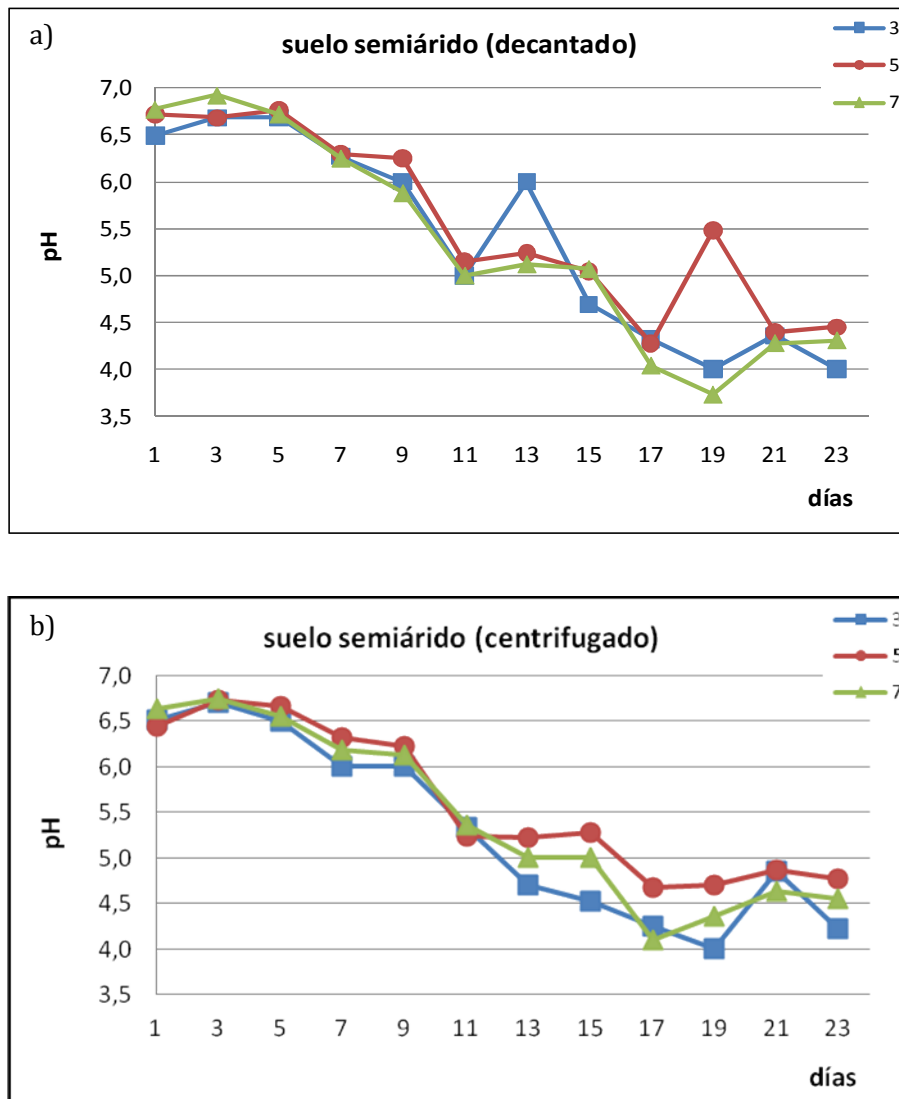 a)
suelo semiárido (decantado)
3
5
7
7,0
6,5
6,0
5,5
5,0
4,5
4,0
3,5
pH
1 3 5 7 9 11 13 15 17 19 21 23
días
b)
suelo semiárido (centrifugado)
3
5
7
7,0
6,5
6,0
5,5
5,0
4,5
4,0
3,5
pH
1 3 5 7 9 11 13 15 17 19 21 23
días